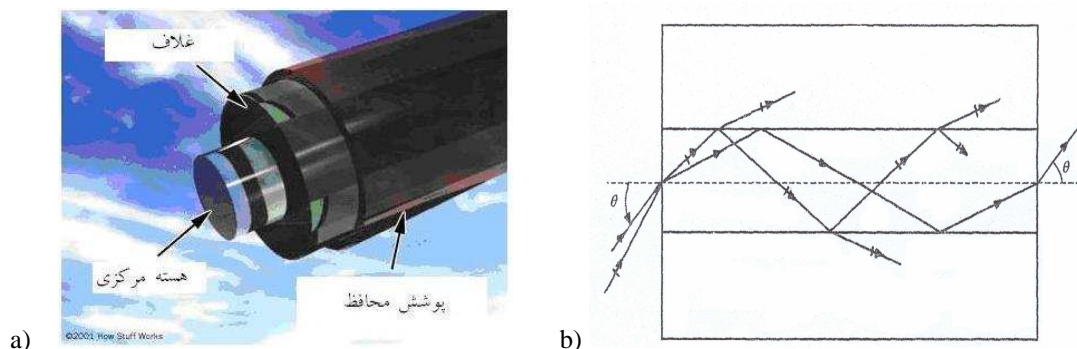 غلاف
هسته مرکزی
پوشش محافظ
©2001 How Stuff Works
a)
b)
θ
θ